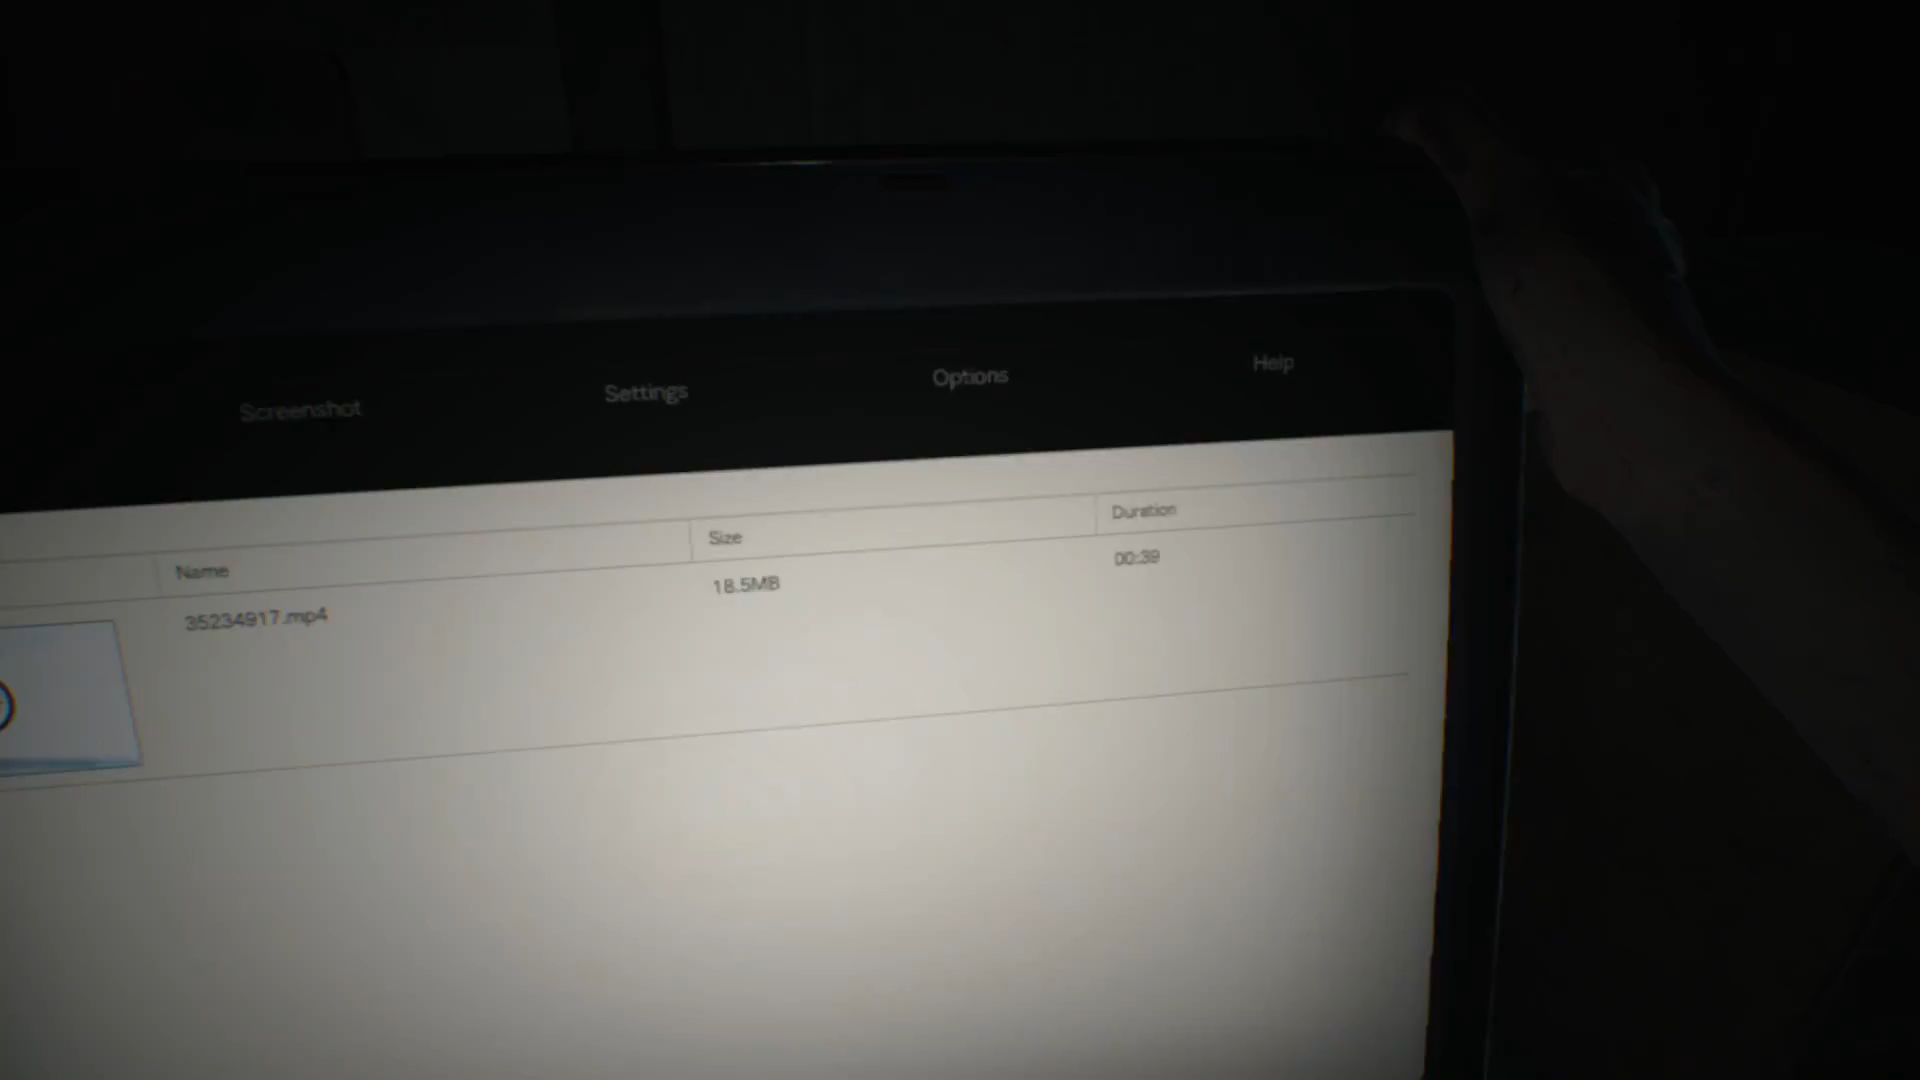 Screenshot Settings Options Help
Name Size Duration
35234917.mp4 18.5MB 00:39